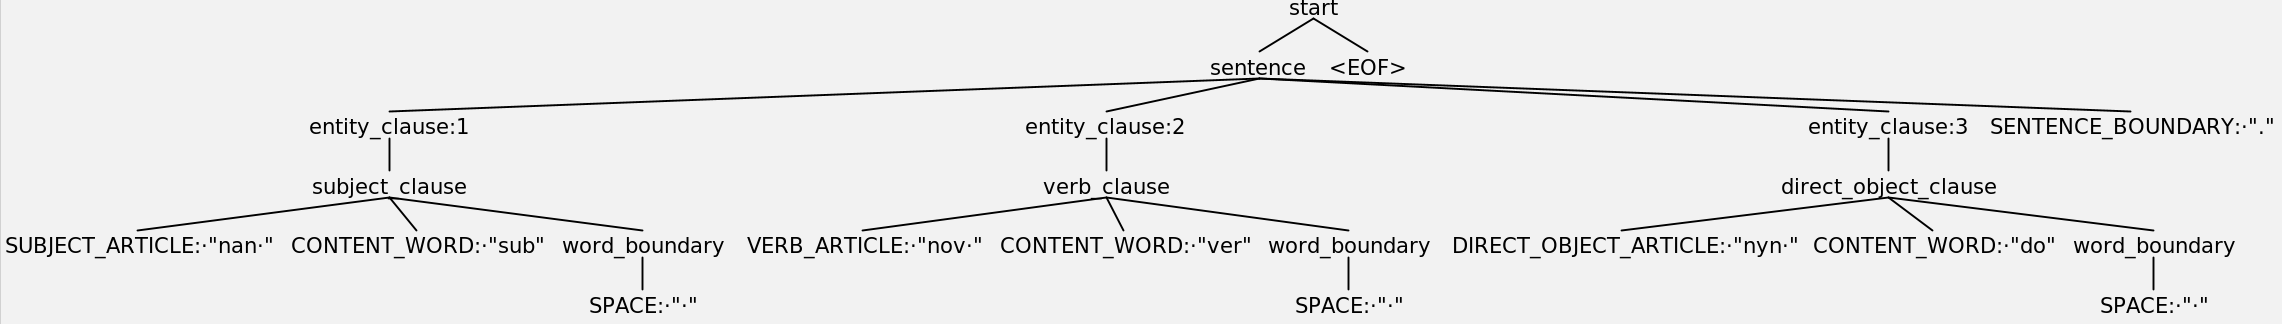 start
sentence <EOF>
entity_clause:1 entity_clause:2 entity_clause:3 SENTENCE_BOUNDARY:·"."
subject_clause verb_clause direct_object_clause
SUBJECT_ARTICLE:·"nan·" CONTENT_WORD:·"sub" word_boundary VERB_ARTICLE:·"nov·" CONTENT_WORD:·"ver" word_boundary DIRECT_OBJECT_ARTICLE:·"nyn·" CONTENT_WORD:·"do" word_boundary
SPACE:·"·" SPACE:·"·" SPACE:·"·"